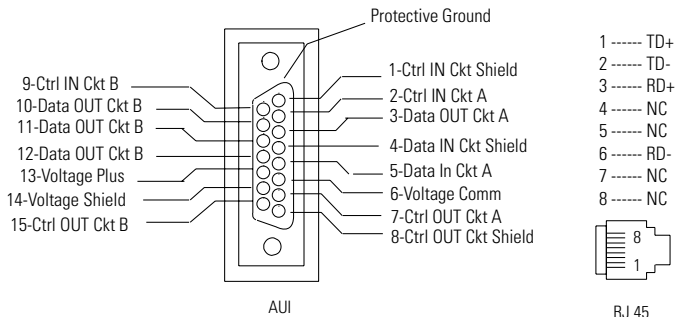 Protective Ground
9-Ctrl IN Ckt B
10-Data OUT Ckt B
11-Data OUT Ckt B
12-Data OUT Ckt B
13-Voltage Plus
14-Voltage Shield
15-Ctrl OUT Ckt B
1-Ctrl IN Ckt Shield
2-Ctrl IN Ckt A
3-Data OUT Ckt A
4-Data IN Ckt Shield
5-Data In Ckt A
6-Voltage Comm
7-Ctrl OUT Ckt A
8-Ctrl OUT Ckt Shield
AUI
1 ------ TD+
2 ------ TD-
3 ------ RD+
4 ------ NC
5 ------ NC
6 ------ RD-
7 ------ NC
8 ------ NC
8
1
RJ 45